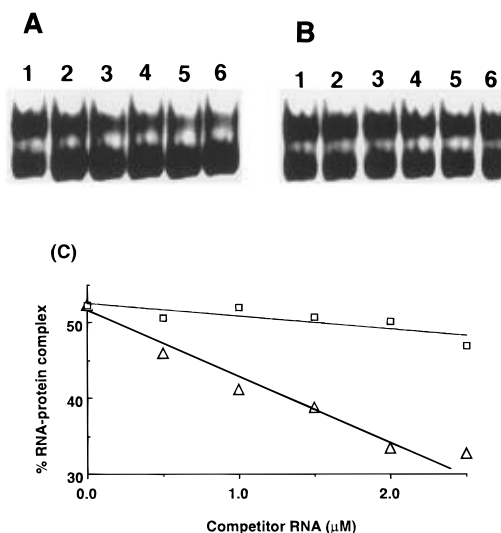 A
1 2 3 4 5 6
B
1 2 3 4 5 6
(C)
% RNA-protein complex
50
40
30
0.0 1.0 2.0
Competitor RNA (μM)